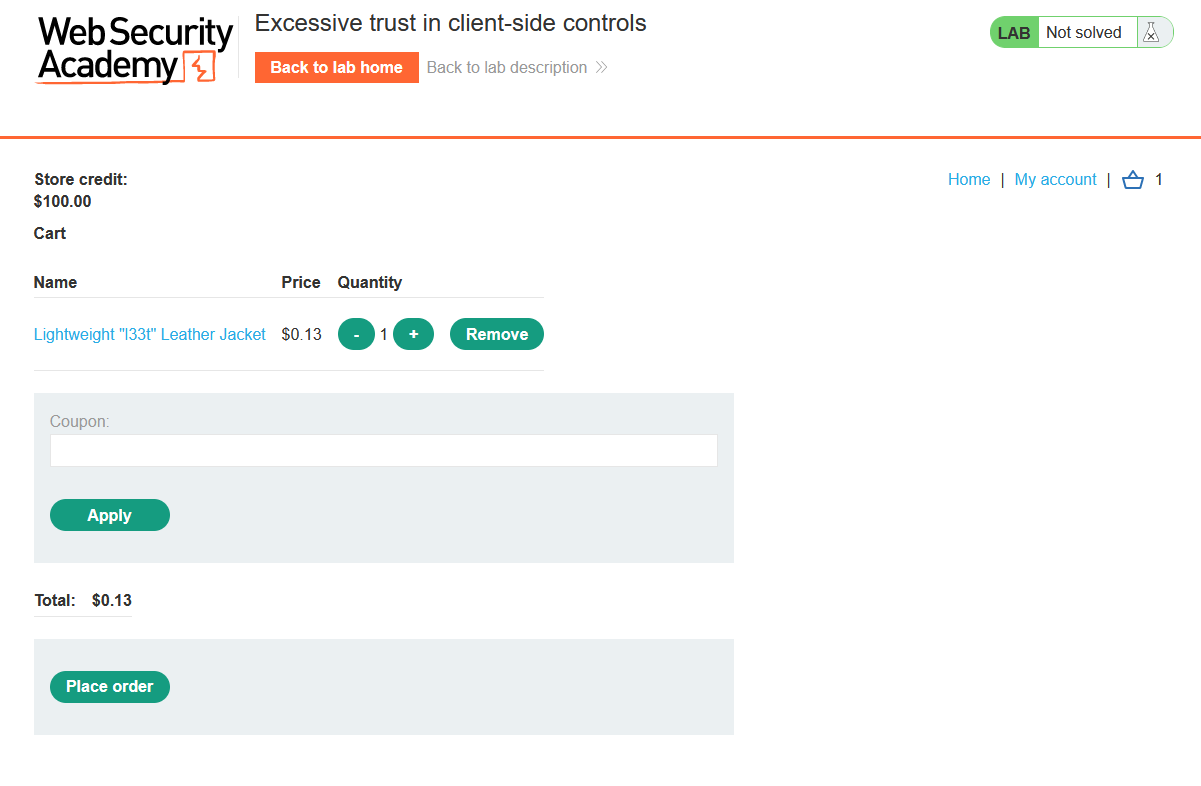 Web Security
Academy
Excessive trust in client-side controls
Back to lab home
Back to lab description
LAB Not solved
Store credit:
$100.00
Home | My account | 1
Cart
Name Price Quantity
Lightweight "l33t" Leather Jacket $0.13 - 1 + Remove
Coupon:
Apply
Total: $0.13
Place order